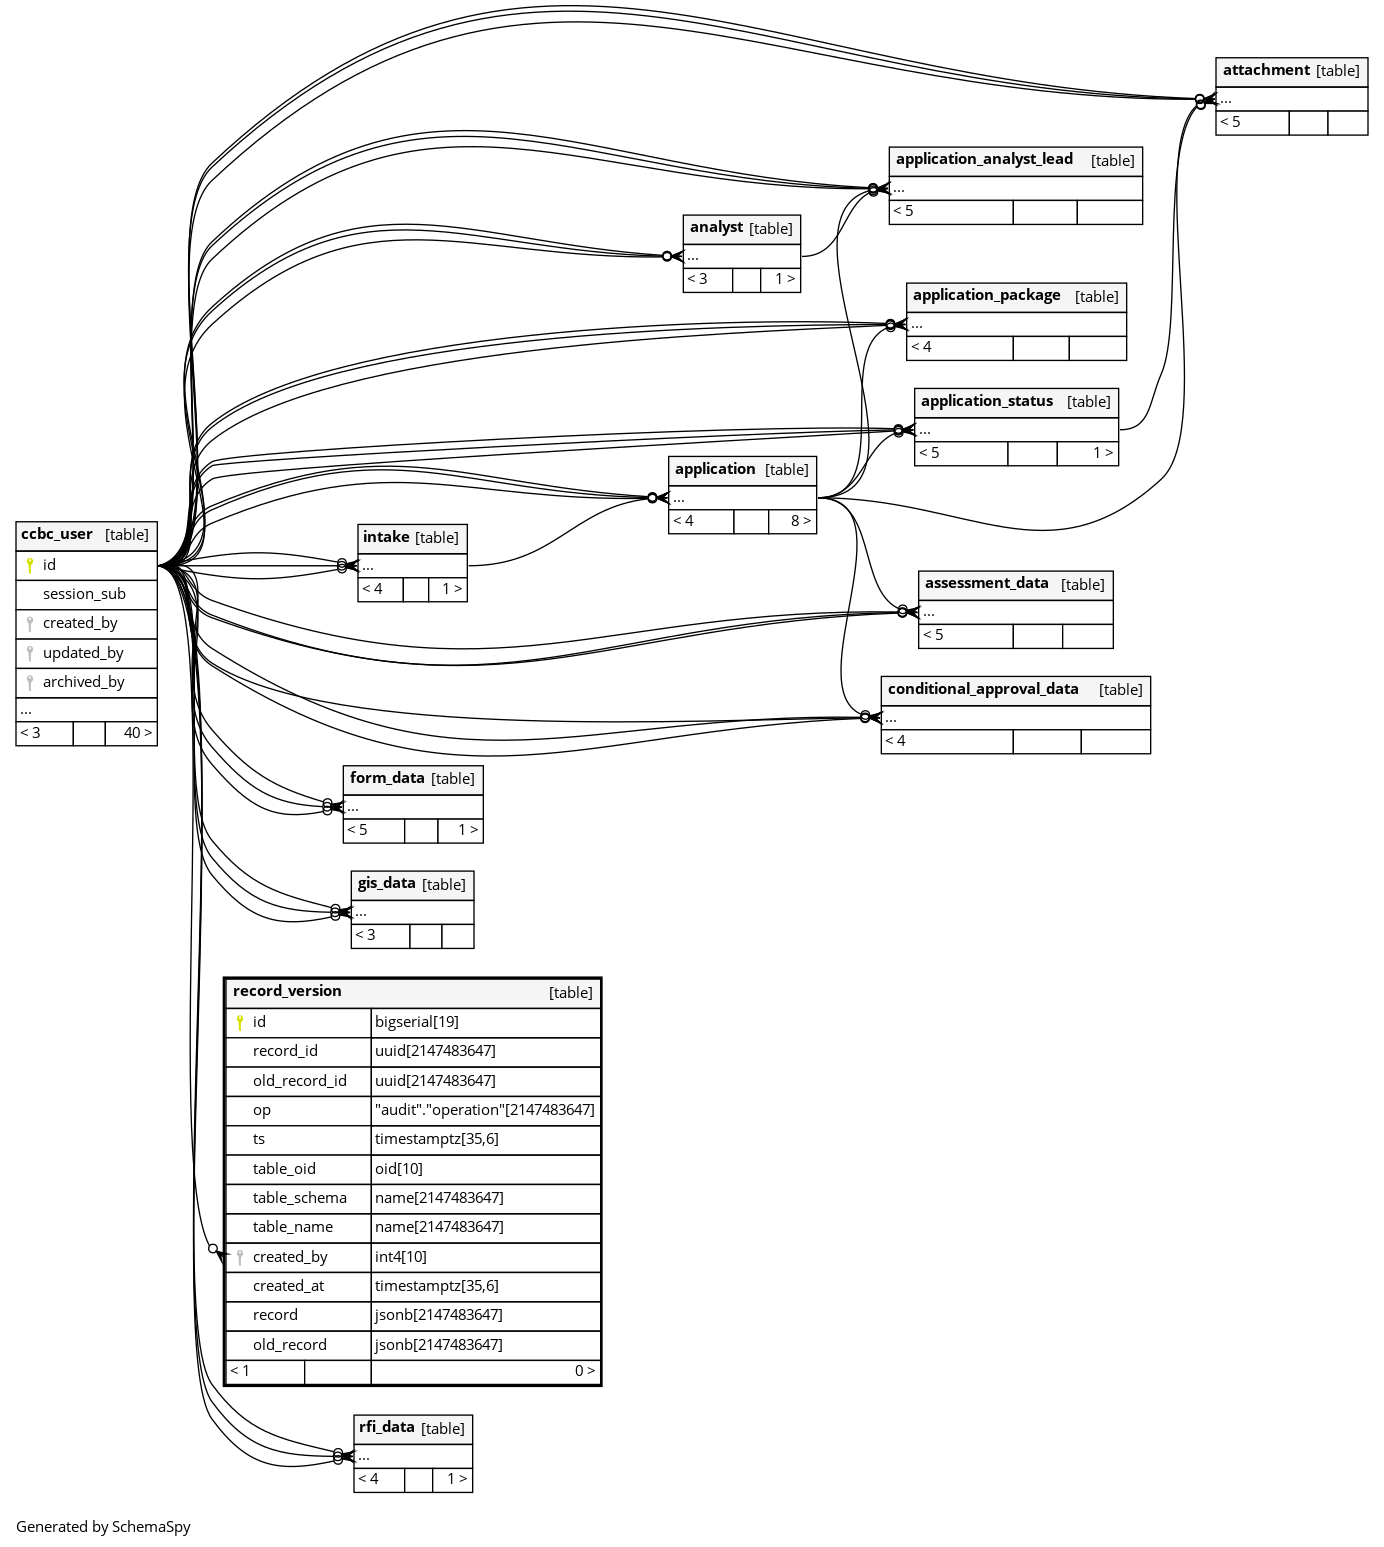 attachment [table]
...
< 5
application_analyst_lead [table]
...
< 5
analyst [table]
...
< 3 1 >
application_package [table]
...
< 4
application_status [table]
...
< 5 1 >
application [table]
...
< 4 8 >
ccbc_user [table]
id
session_sub
created_by
updated_by
archived_by
...
< 3 40 >
intake [table]
...
< 4 1 >
assessment_data [table]
...
< 5
conditional_approval_data [table]
...
< 4
form_data [table]
...
< 5 1 >
gis_data [table]
...
< 3
record_version [table]
id bigserial[19]
record_id uuid[2147483647]
old_record_id uuid[2147483647]
op "audit"."operation"[2147483647]
ts timestamptz[35,6]
table_oid oid[10]
table_schema name[2147483647]
table_name name[2147483647]
created_by int4[10]
created_at timestamptz[35,6]
record jsonb[2147483647]
old_record jsonb[2147483647]
< 1 0 >
rfi_data [table]
...
< 4 1 >
Generated by SchemaSpy